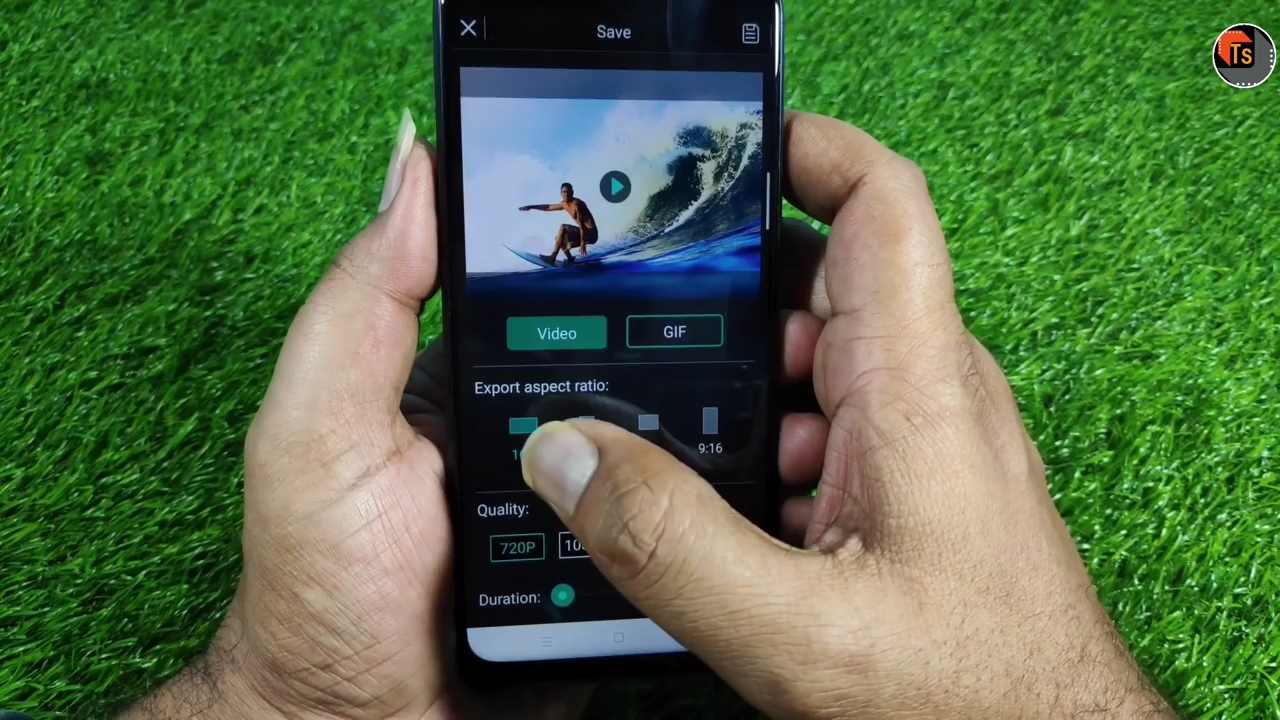 Save
Ts
Video
GIF
Export aspect ratio:
9:16
Quality:
720P
Duration: